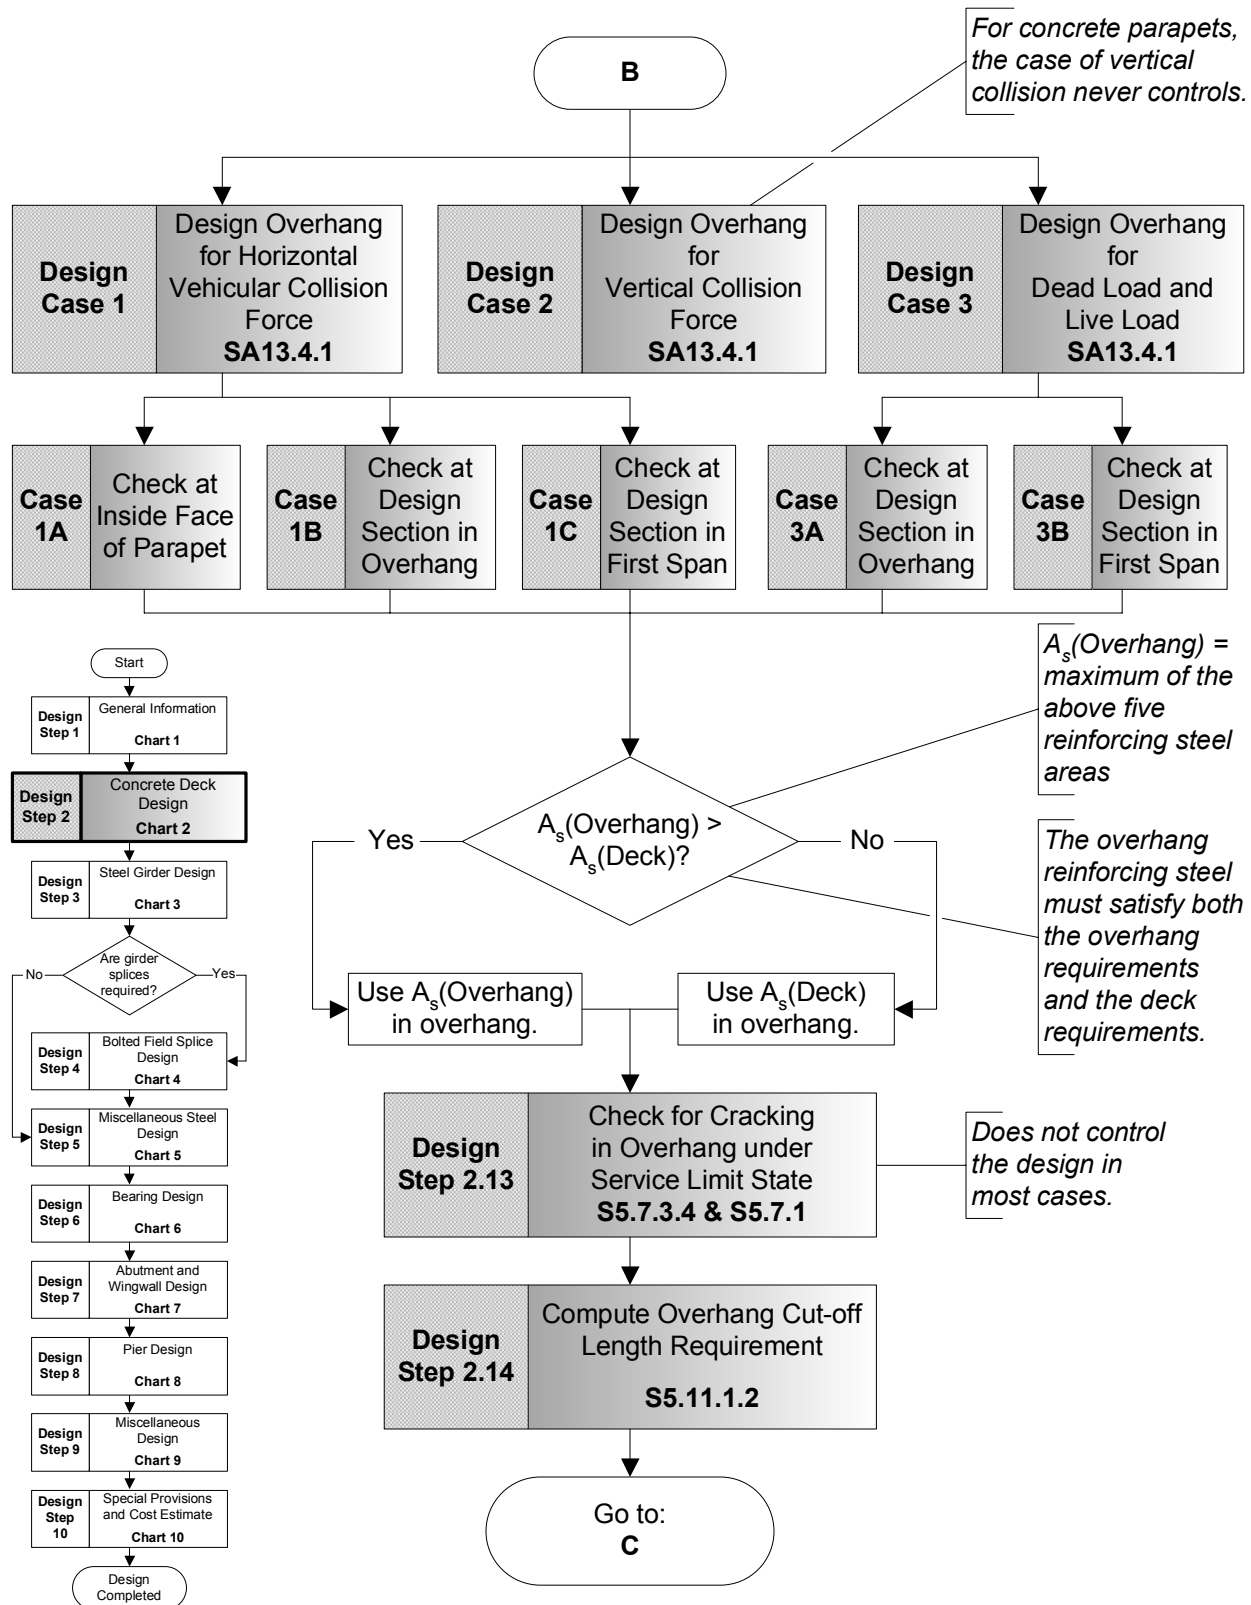 B
For concrete parapets,
the case of vertical
collision never controls.
Design
Case 1
Design Overhang
for Horizontal
Vehicular Collision
Force
SA13.4.1
Design
Case 2
Design Overhang
for
Vertical Collision
Force
SA13.4.1
Design
Case 3
Design Overhang
for
Dead Load and
Live Load
SA13.4.1
Case
1A
Check at
Inside Face
of Parapet
Case
1B
Check at
Design
Section in
Overhang
Case
1C
Check at
Design
Section in
First Span
Case
3A
Check at
Design
Section in
Overhang
Case
3B
Check at
Design
Section in
First Span
As(Overhang) =
maximum of the
above five
reinforcing steel
areas
As(Overhang) >
As(Deck)?
Yes
No
The overhang
reinforcing steel
must satisfy both
the overhang
requirements
and the deck
requirements.
Use As(Overhang)
in overhang.
Use As(Deck)
in overhang.
Design
Step 2.13
Check for Cracking
in Overhang under
Service Limit State
S5.7.3.4 & S5.7.1
Does not control
the design in
most cases.
Design
Step 2.14
Compute Overhang Cut-off
Length Requirement
S5.11.1.2
Go to:
C
Start
Design
Step 1
General Information
Chart 1
Design
Step 2
Concrete Deck
Design
Chart 2
Design
Step 3
Steel Girder Design
Chart 3
Are girder
splices
required?
No
Yes
Design
Step 4
Bolted Field Splice
Design
Chart 4
Design
Step 5
Miscellaneous Steel
Design
Chart 5
Design
Step 6
Bearing Design
Chart 6
Design
Step 7
Abutment and
Wingwall Design
Chart 7
Design
Step 8
Pier Design
Chart 8
Design
Step 9
Miscellaneous
Design
Chart 9
Design
Step
10
Special Provisions
and Cost Estimate
Chart 10
Design
Completed